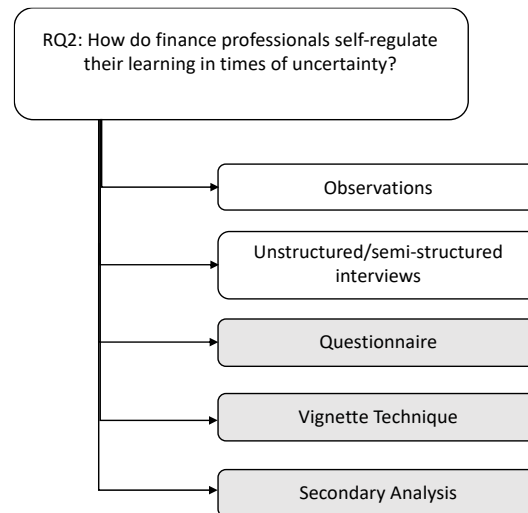 RQ2: How do finance professionals self-regulate
their learning in times of uncertainty?
Observations
Unstructured/semi-structured
interviews
Questionnaire
Vignette Technique
Secondary Analysis